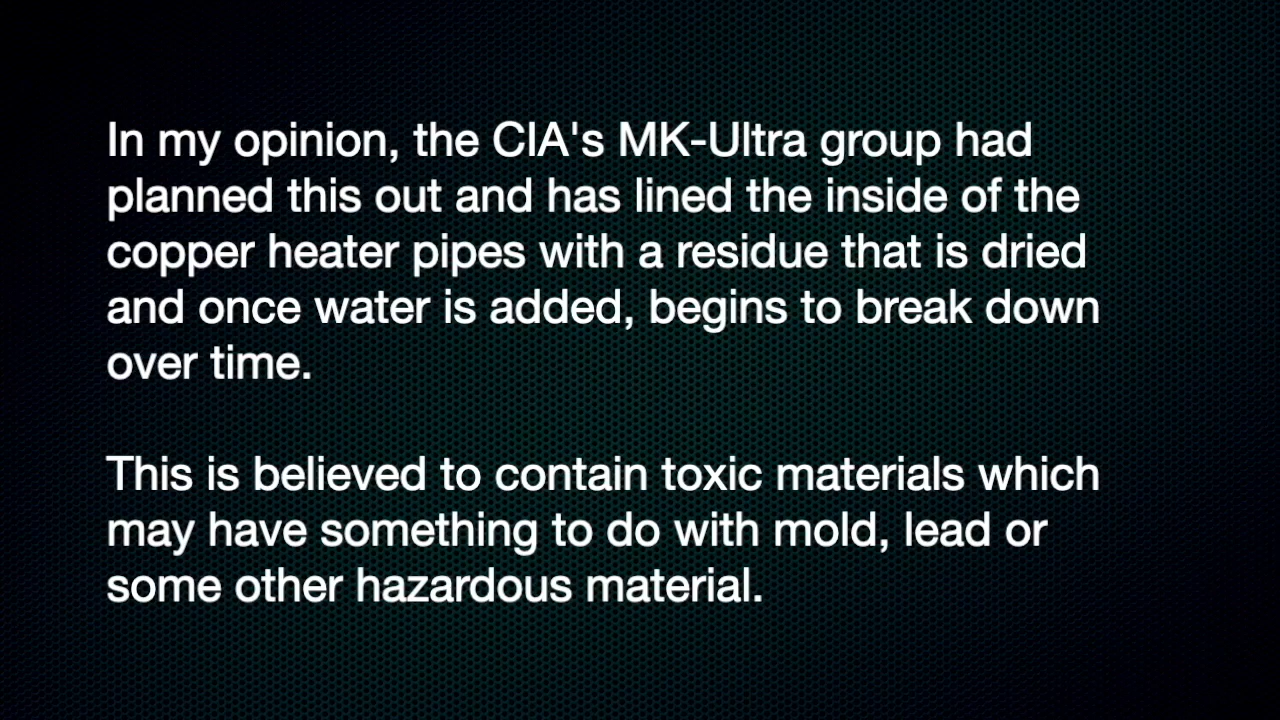 In my opinion, the CIA's MK-Ultra group had
planned this out and has lined the inside of the
copper heater pipes with a residue that is dried
and once water is added, begins to break down
over time.
This is believed to contain toxic materials which
may have something to do with mold, lead or
some other hazardous material.